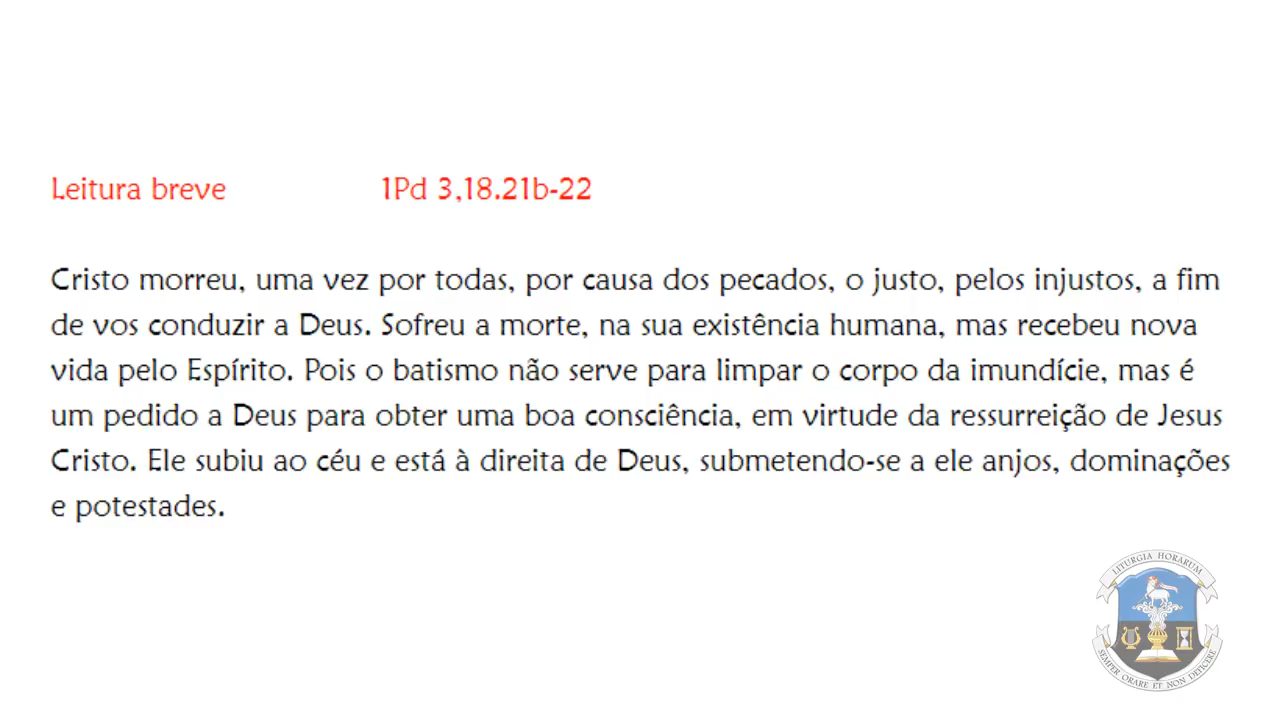 Leitura breve 1Pd 3,18.21b-22
Cristo morreu, uma vez por todas, por causa dos pecados, o justo, pelos injustos, a fim
de vos conduzir a Deus. Sofreu a morte, na sua existência humana, mas recebeu nova
vida pelo Espírito. Pois o batismo não serve para limpar o corpo da imundície, mas é
um pedido a Deus para obter uma boa consciência, em virtude da ressurreição de Jesus
Cristo. Ele subiu ao céu e está à direita de Deus, submetendo-se a ele anjos, dominações
e potestades.
LITURGIA HORARUM
SEMPER ORARE ET NON DEFICERE